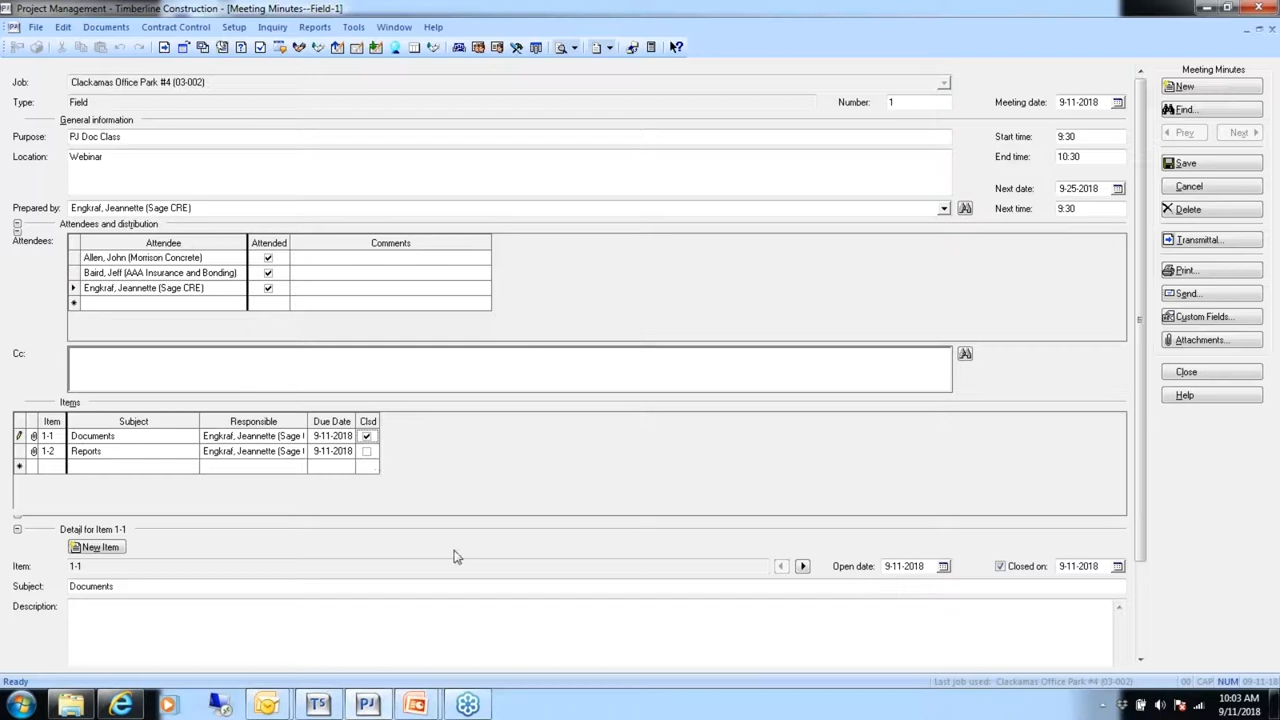 Project Management - Timberline Construction - [Meeting Minutes--Field-1]
File Edit Documents Contract Control Setup Inquiry Reports Tools Window Help
Job: Clackamas Office Park #4 (03-002)
Type: Field Number: 1 Meeting date: 9-11-2018
General information
Purpose: PJ Doc Class Start time: 9:30
Location: Webinar End time: 10:30
Next date: 9-25-2018
Prepared by: Engkraf, Jeannette (Sage CRE) Next time: 9:30
Attendees and distribution
Attendees: Attendee Attended Comments
Allen, John (Morrison Concrete)
Baird, Jeff (AAA Insurance and Bonding)
Engkraf, Jeannette (Sage CRE)
Cc:
Items
Item Subject Responsible Due Date Clsd
1-1 Documents Engkraf, Jeannette (Sage 9-11-2018
1-2 Reports Engkraf, Jeannette (Sage 9-11-2018
Detail for Item 1-1
New Item
Item: 1-1 Open date: 9-11-2018 Closed on: 9-11-2018
Subject: Documents
Description:
Meeting Minutes
New
Find...
Prev Next
Save
Cancel
Delete
Transmittal...
Print...
Send...
Custom Fields...
Attachments...
Close
Help
Ready Last job used: Clackamas Office Park #4 (03-002) 00 CAP NUM 09-11-18
10:03 AM
9/11/2018